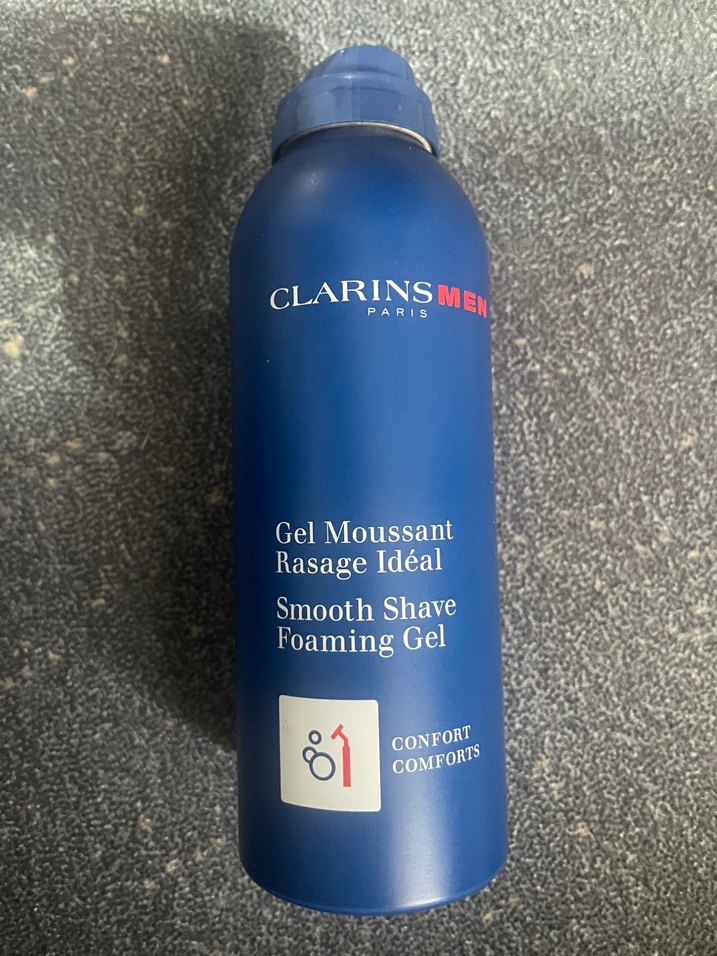 CLARINSMEN
PARIS
Gel Moussant
Rasage Idéal
Smooth Shave
Foaming Gel
CONFORT
COMFORTS